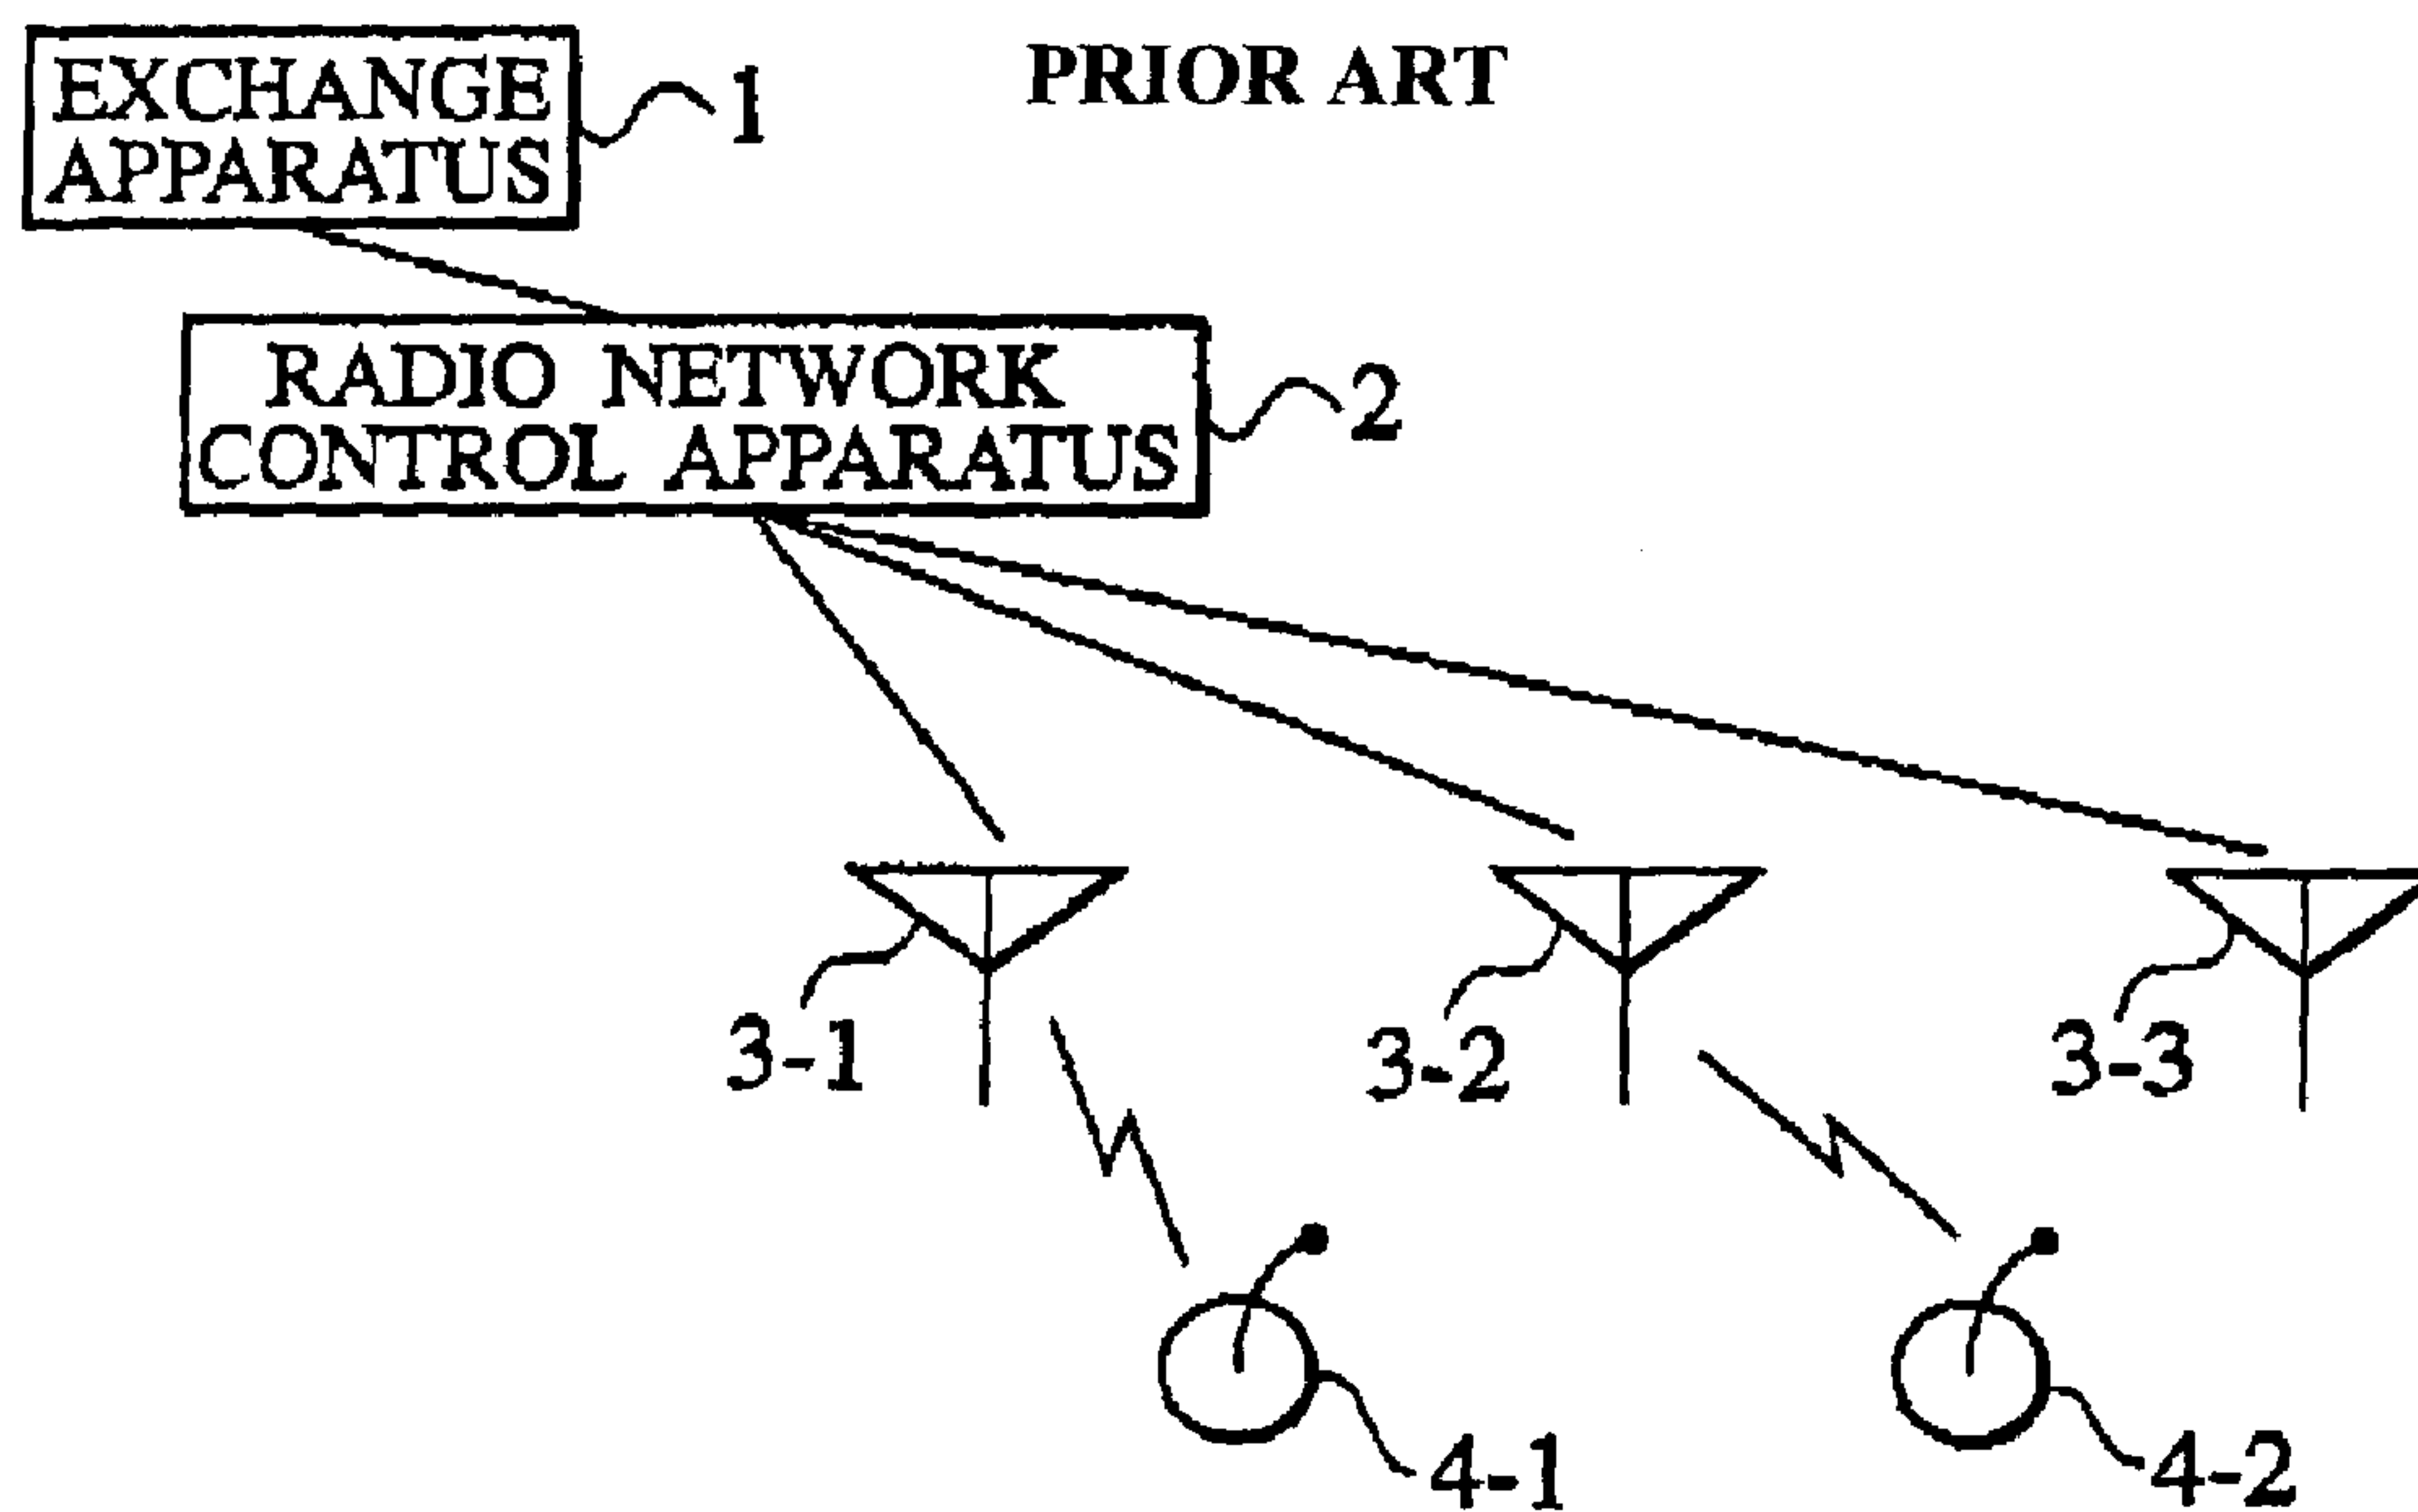 PRIOR ART
EXCHANGE
APPARATUS
1
RADIO NETWORK
CONTROL APPARATUS
2
3-1
3-2
3-3
4-1
4-2